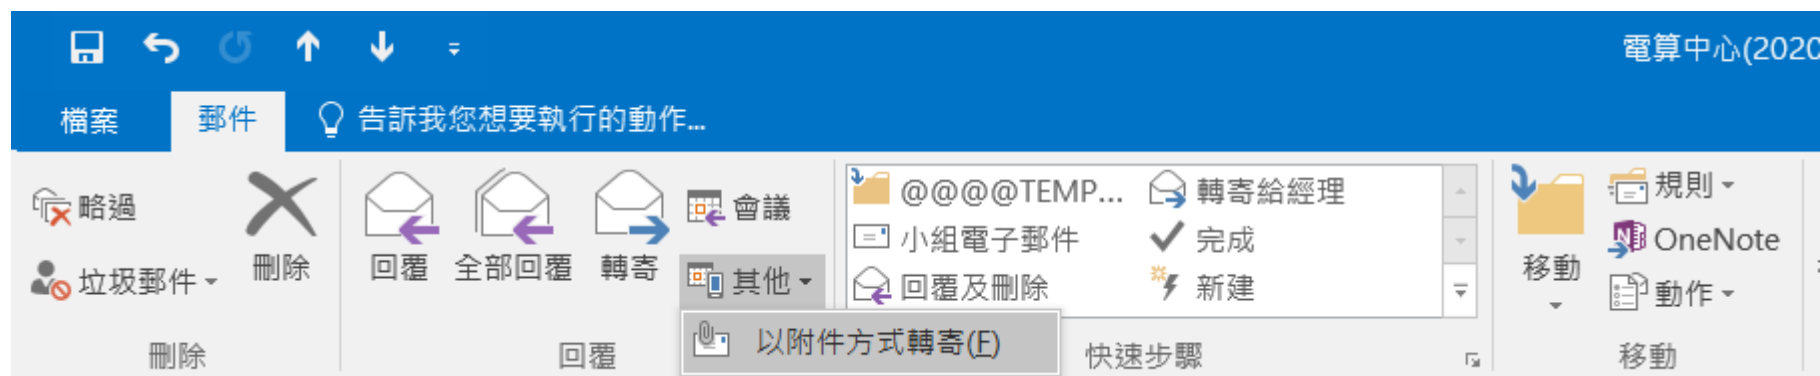 電算中心(2020
檔案 郵件 告訴我您想要執行的動作...
略過
垃圾郵件
刪除
刪除
回覆 全部回覆 轉寄
會議
其他
以附件方式轉寄(F)
回覆
@@@@TEMP... 轉寄給經理
小組電子郵件 完成
回覆及刪除 新建
快速步驟
移動
規則
OneNote
動作
移動